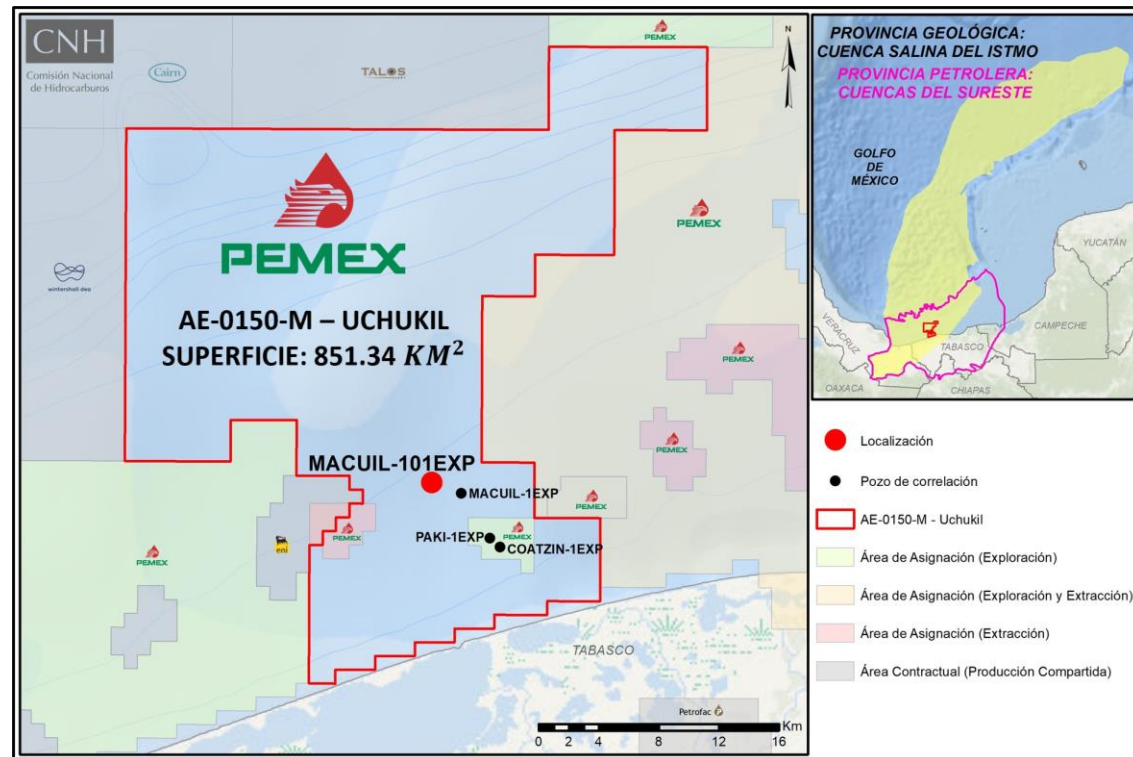 CNH
Comisión Nacional
de Hidrocarburos
Cairn
TALOS
PEMEX
N
wintershall dea
PEMEX
AE-0150-M – UCHUKIL
SUPERFICIE: 851.34 KM²
PEMEX
PEMEX
PEMEX
MACUIL-101EXP
MACUIL-1EXP
PEMEX
PEMEX
eni
PEMEX
PAKI-1EXP
PEMEX
COATZIN-1EXP
TABASCO
Petrofac
Km
0 2 4 8 12 16
PROVINCIA GEOLÓGICA:
CUENCA SALINA DEL ISTMO
PROVINCIA PETROLERA:
CUENCAS DEL SURESTE
GOLFO
DE
MÉXICO
YUCATÁN
VERACRUZ
CAMPECHE
TABASCO
OAXACA
CHIAPAS
Localización
Pozo de correlación
AE-0150-M - Uchukil
Área de Asignación (Exploración)
Área de Asignación (Exploración y Extracción)
Área de Asignación (Extracción)
Área Contractual (Producción Compartida)